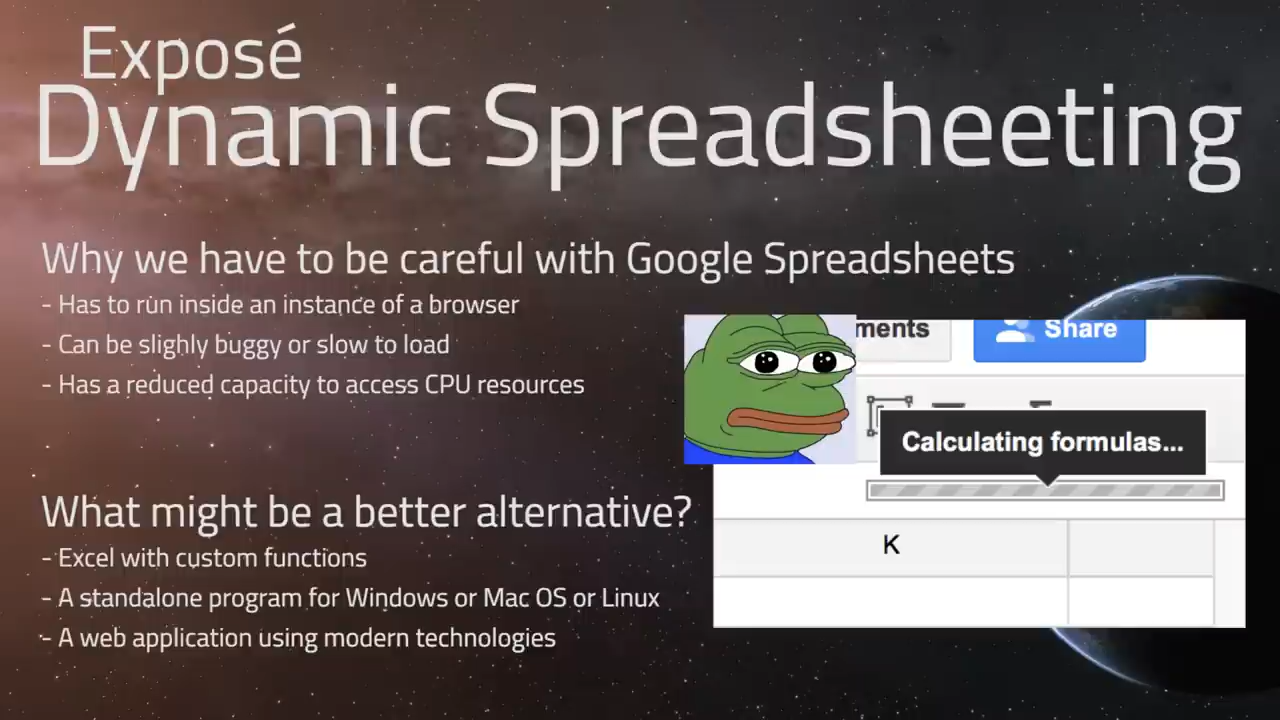 Exposé
Dynamic Spreadsheeting
Why we have to be careful with Google Spreadsheets
- Has to run inside an instance of a browser
- Can be slighly buggy or slow to load
- Has a reduced capacity to access CPU resources
ments
Share
Calculating formulas...
K
What might be a better alternative?
- Excel with custom functions
- A standalone program for Windows or Mac OS or Linux
- A web application using modern technologies